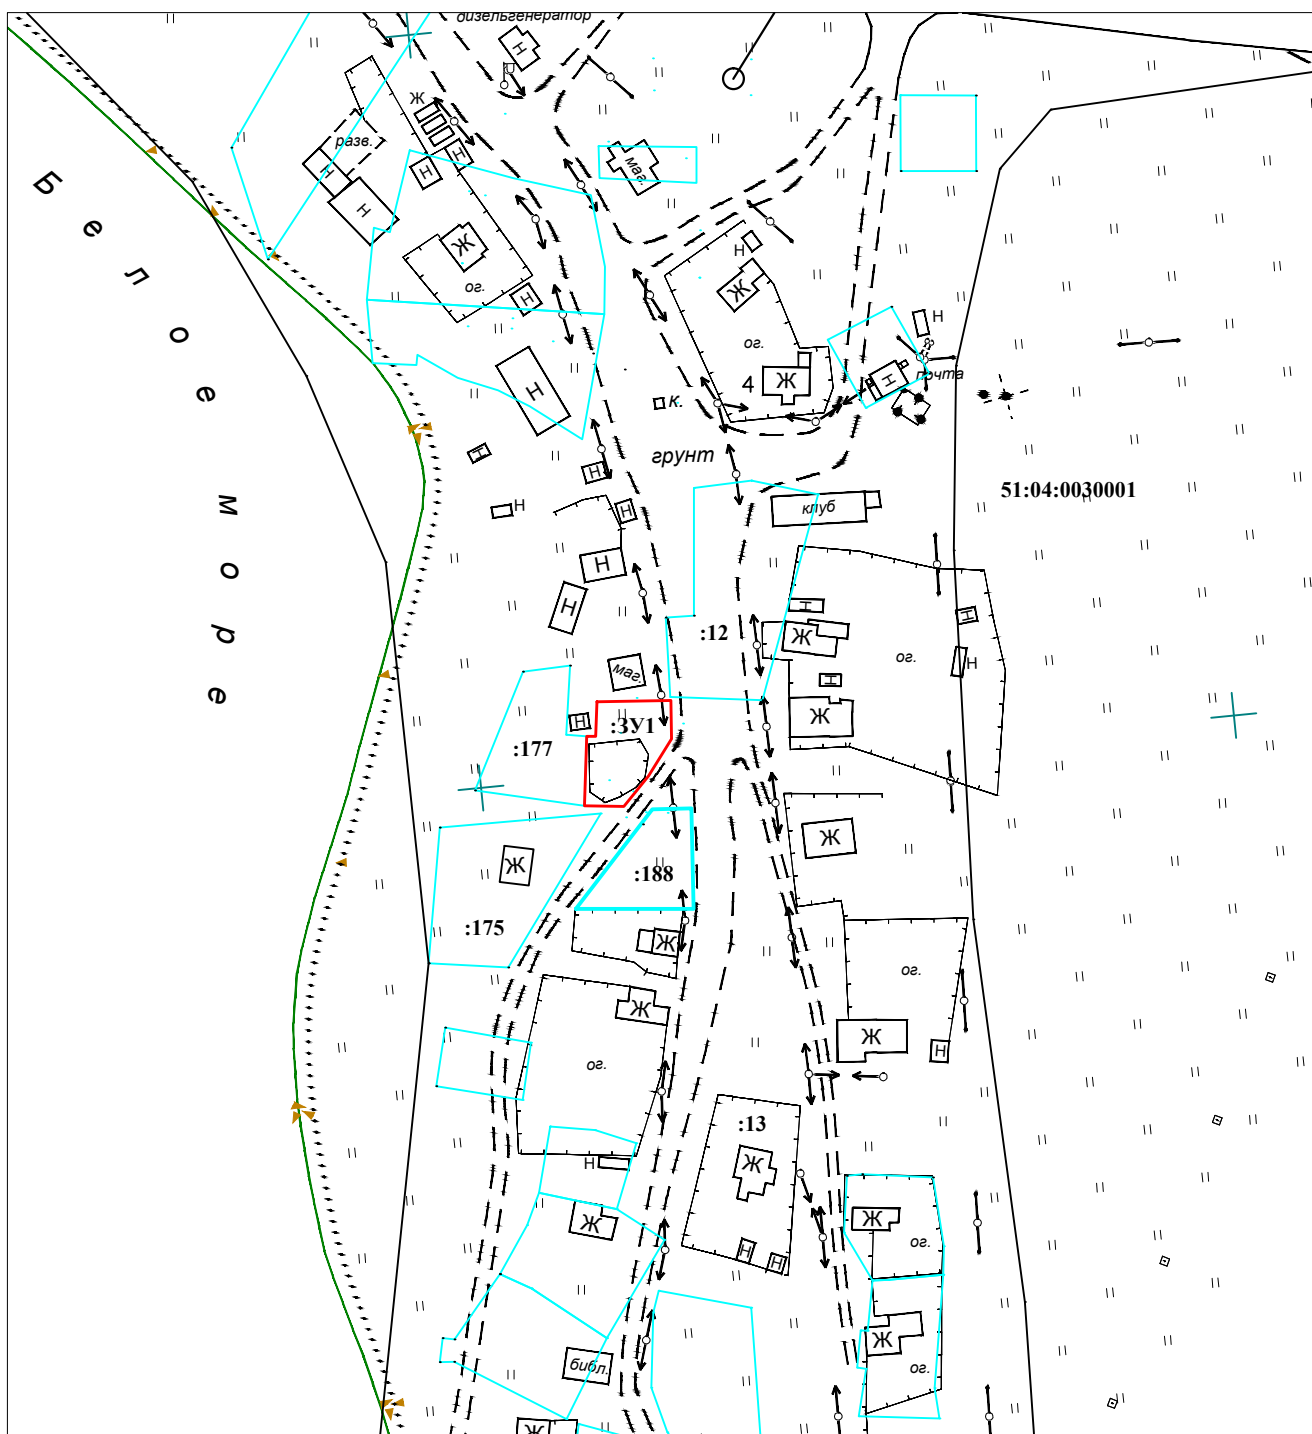 дизельгенератор
Н
Ж
разв.
Н
Н
Н
Н
маг.
Белое море
Ж
ог.
Н
Н
Ж
ог.
4
Ж
Н
почта
Н
Н
к.
грунт
Н
Н
Н
Н
клуб
51:04:0030001
Н
Н
Н
:12
Ж
Н
ог.
Н
Н
маг.
Н
:ЗУ1
:177
Ж
Ж
Ж
:188
:175
Ж
ог.
Ж
Ж
Н
ог.
:13
Ж
Н
Ж
Н
Н
Ж
ог.
библ.
Ж
ог.
Ж